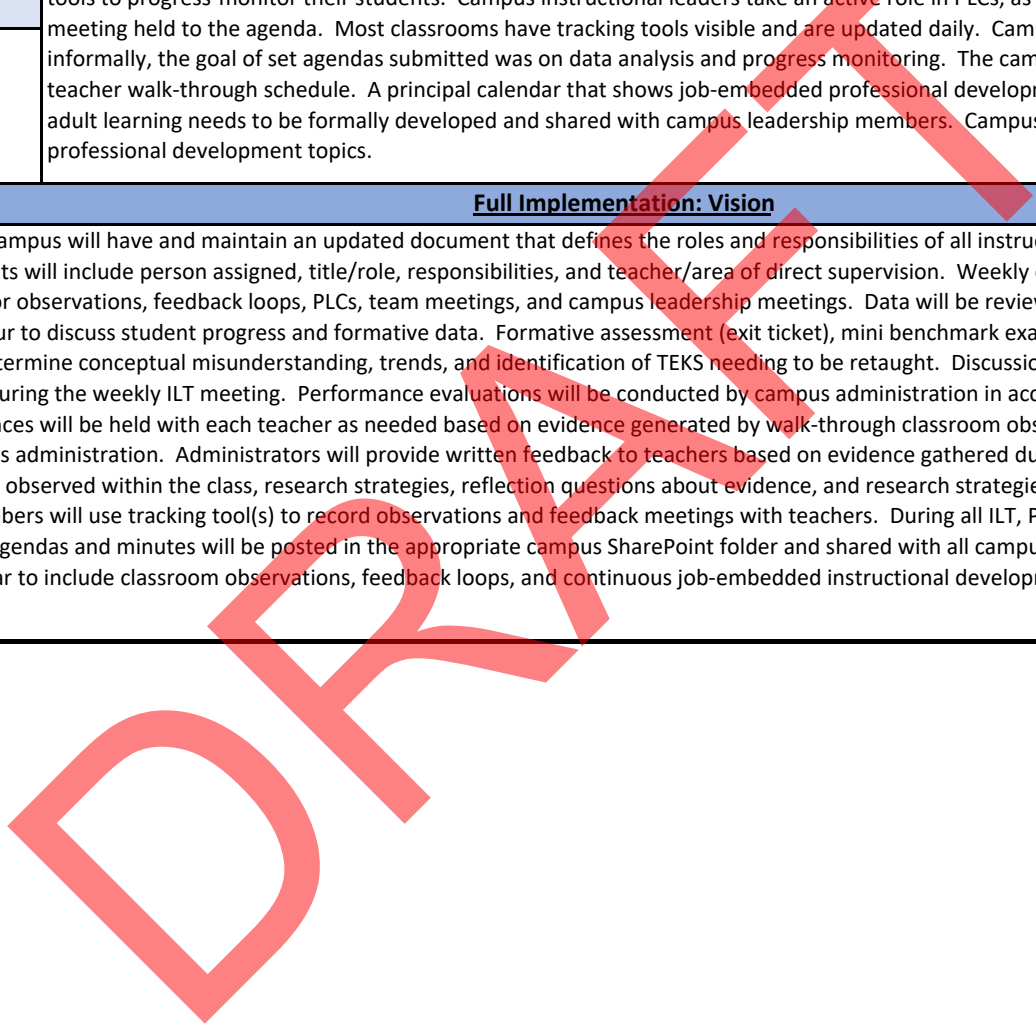 tools to progress monitor their students. Campus instructional leaders take an active role in PLCs, as
meeting held to the agenda. Most classrooms have tracking tools visible and are updated daily. Cam
informally, the goal of set agendas submitted was on data analysis and progress monitoring. The cam
teacher walk-through schedule. A principal calendar that shows job-embedded professional developm
adult learning needs to be formally developed and shared with campus leadership members. Campus
professional development topics.
Full Implementation: Vision
ampus will have and maintain an updated document that defines the roles and responsibilities of all instruc
ts will include person assigned, title/role, responsibilities, and teacher/area of direct supervision. Weekly
or observations, feedback loops, PLCs, team meetings, and campus leadership meetings. Data will be review
ur to discuss student progress and formative data. Formative assessment (exit ticket), mini benchmark exa
termine conceptual misunderstanding, trends, and identification of TEKS needing to be retaught. Discussio
uring the weekly ILT meeting. Performance evaluations will be conducted by campus administration in acc
nces will be held with each teacher as needed based on evidence generated by walk-through classroom obs
s administration. Administrators will provide written feedback to teachers based on evidence gathered du
observed within the class, research strategies, reflection questions about evidence, and research strategie
bers will use tracking tool(s) to record observations and feedback meetings with teachers. During all ILT, P
gendas and minutes will be posted in the appropriate campus SharePoint folder and shared with all campu
ar to include classroom observations, feedback loops, and continuous job-embedded instructional developm
DRAFT